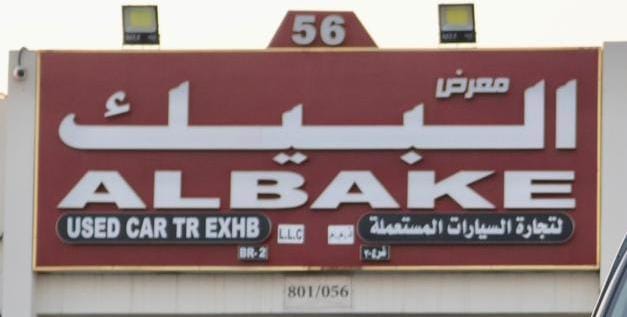 56
معرض
البيك
ALBAKE
USED CAR TR EXHB L.L.C ذ.م.م لتجارة السيارات المستعملة
BR-2 فرع-٢
801/056